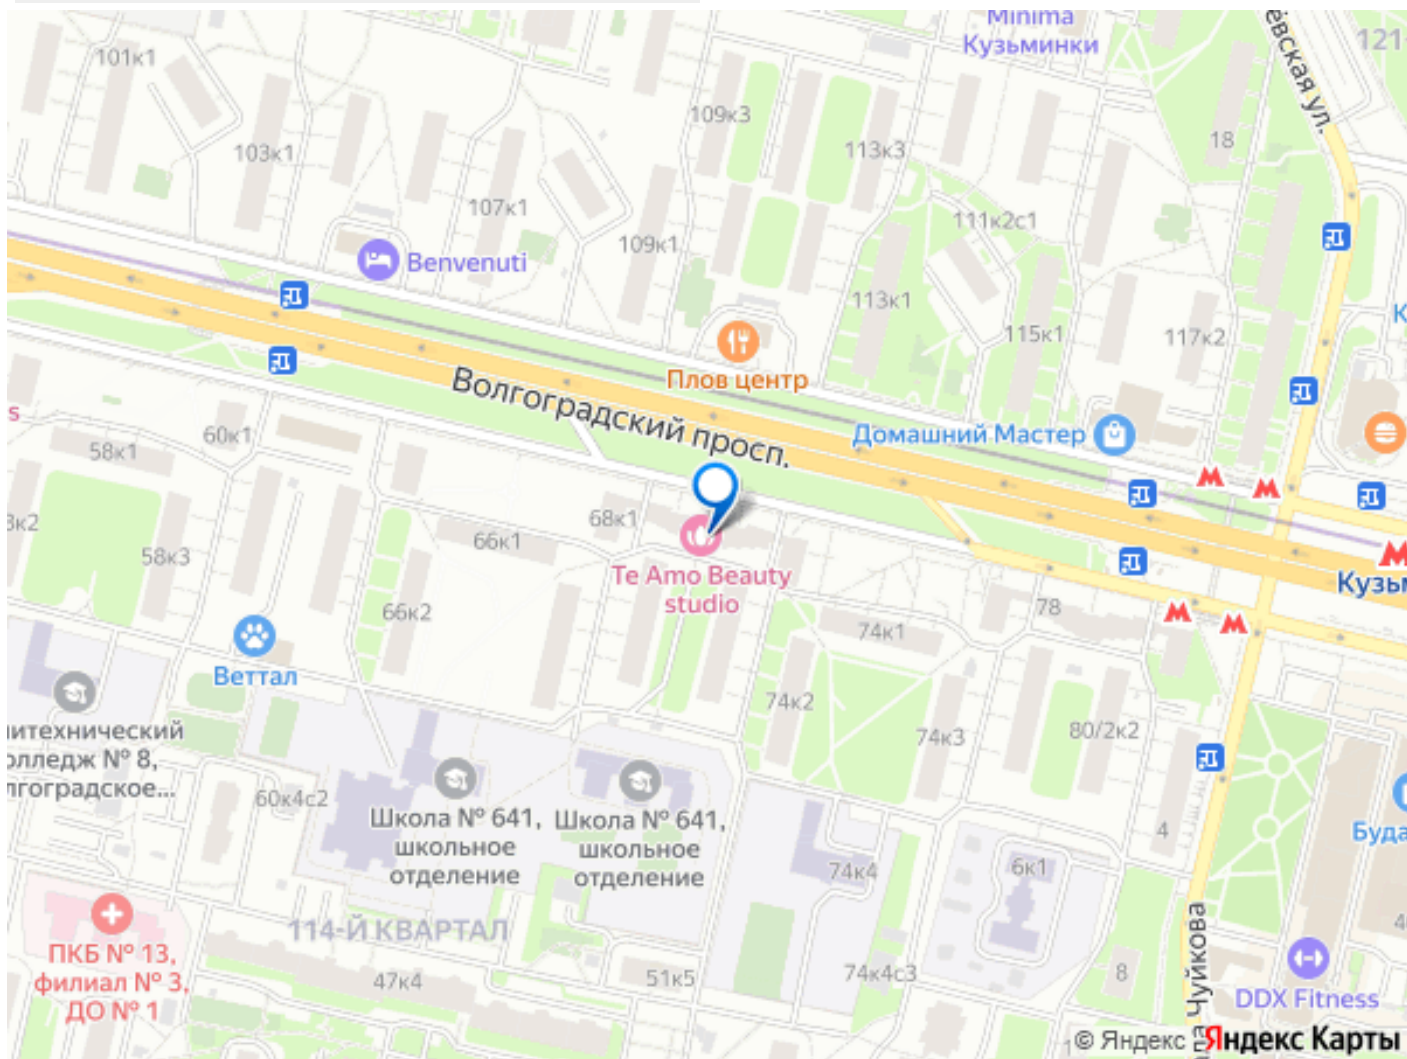 Minima
Кузьминки
121
101к1
109к3
18
103к1
113к3
107к1
111к2с1
109к1
Benvenuti
113к1
115к1
117к2
К
Плов центр
Волгоградский просп.
Домашний Мастер
s
60к1
58к1
68к1
66к1
58к3
Te Amo Beauty
studio
Кузьм
66к2
78
74к1
Веттал
74к2
74к3
80/2к2
итехнический
олледж № 8,
лгоградское...
60к4с2
Школа № 641,
школьное
отделение
Школа № 641,
школьное
отделение
4
Буда
74к4
6к1
114-Й КВАРТАЛ
ПКБ № 13,
филиал № 3,
ДО № 1
47к4
51к5
74к4с3
8
Чуйкова
DDX Fitness
© Яндекс Яндекс Карты